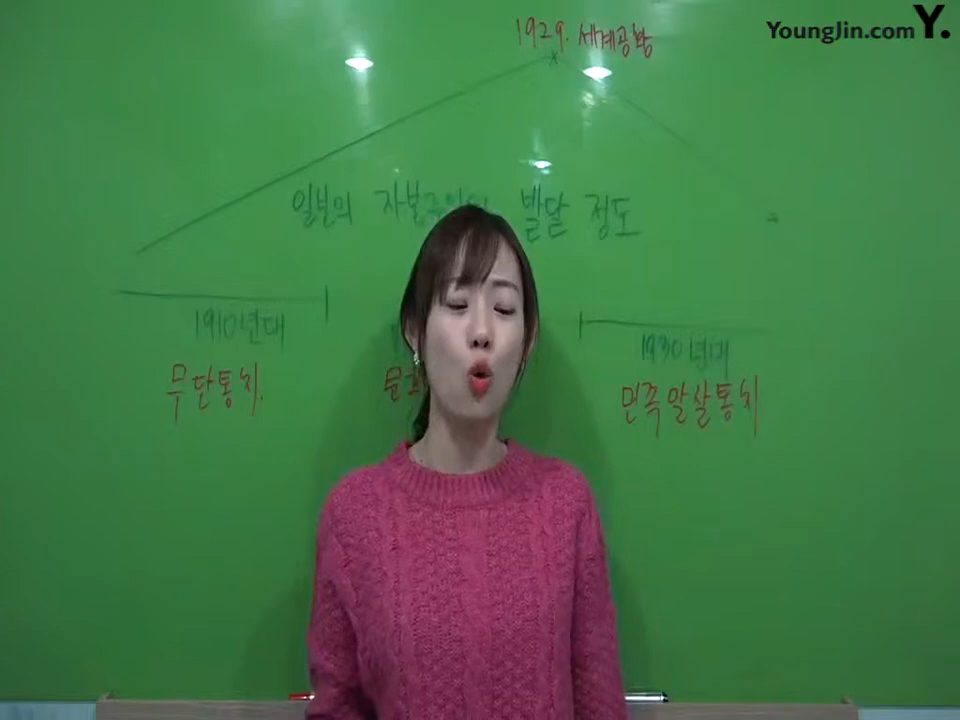 YoungJin.com Y.
1929. 세계공황
일본의 발달 정도
1910년대
1930년대
무단통치.
민족말살통치